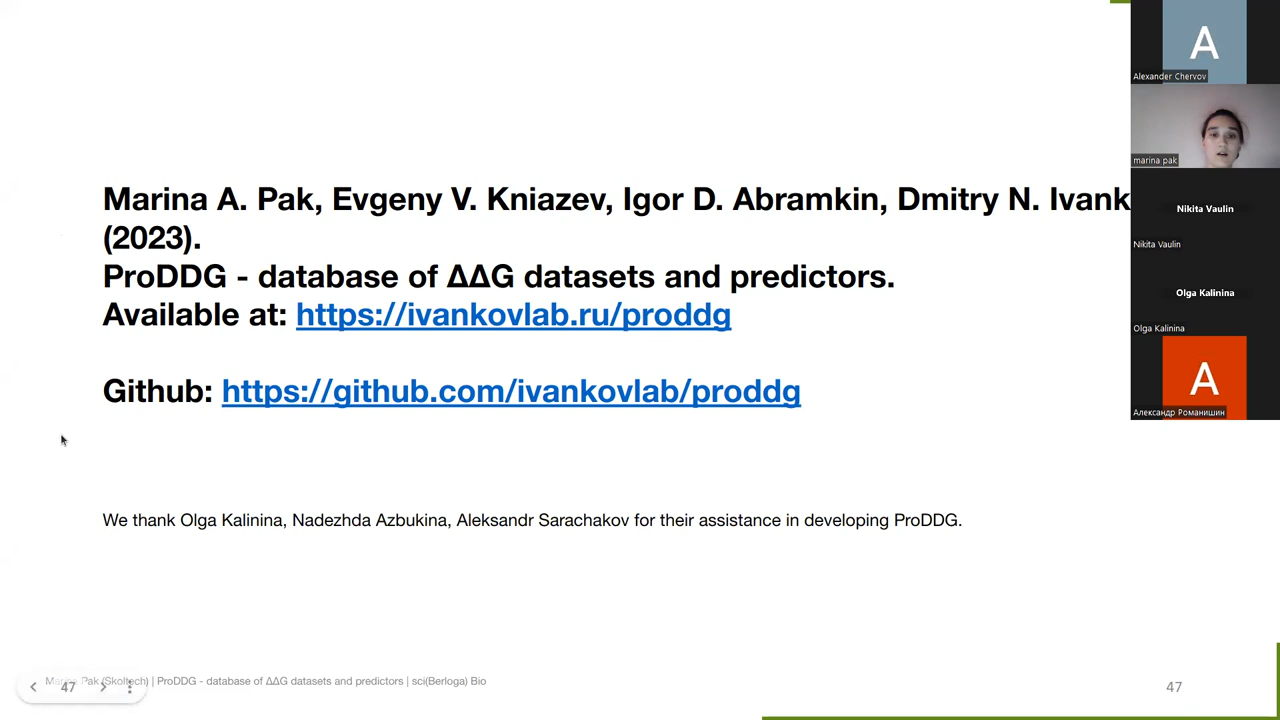 Marina A. Pak, Evgeny V. Kniazev, Igor D. Abramkin, Dmitry N. Ivank
(2023).
ProDDG - database of ΔΔG datasets and predictors.
Available at: https://ivankovlab.ru/proddg
Github: https://github.com/ivankovlab/proddg
We thank Olga Kalinina, Nadezhda Azbukina, Aleksandr Sarachakov for their assistance in developing ProDDG.
Marina Pak (Skoltech) | ProDDG - database of ΔΔG datasets and predictors | sci(Berloga) Bio
47
47
A
Alexander Chervov
marina pak
Nikita Vaulin
Nikita Vaulin
Olga Kalinina
Olga Kalinina
A
Александр Романишин